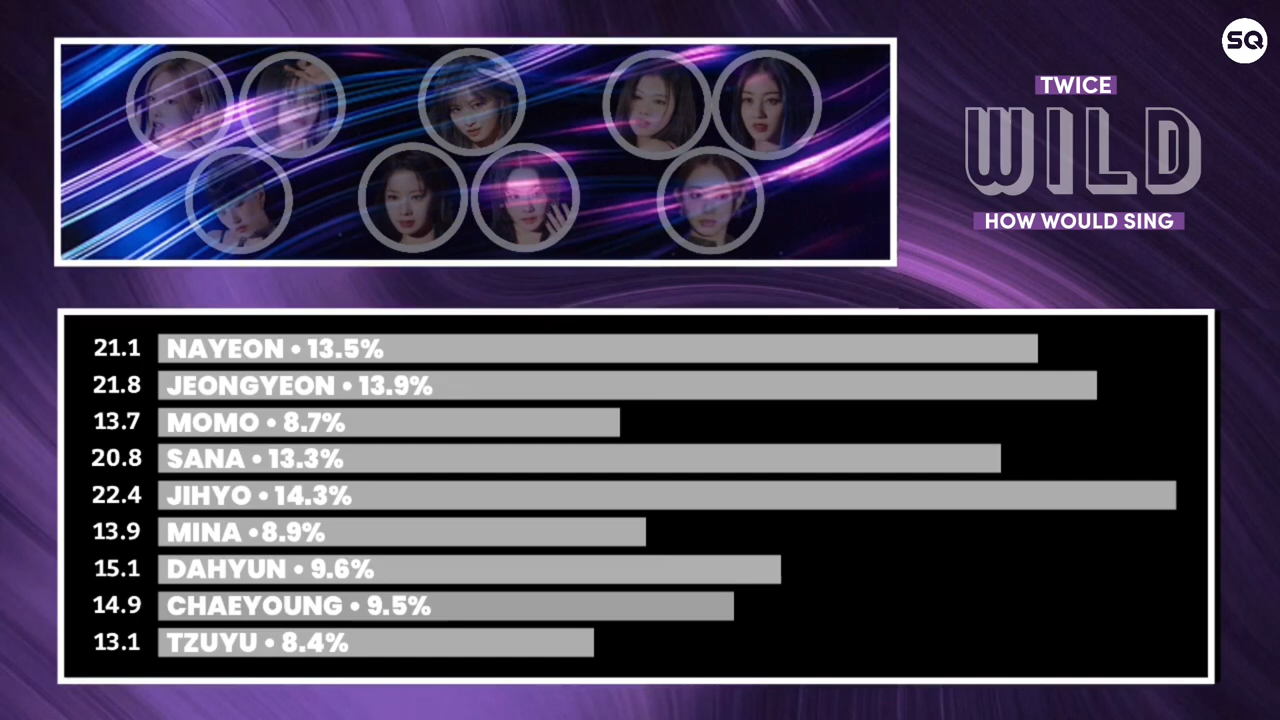 SQ
TWICE
WILD
HOW WOULD SING
21.1 NAYEON • 13.5%
21.8 JEONGYEON • 13.9%
13.7 MOMO • 8.7%
20.8 SANA • 13.3%
22.4 JIHYO • 14.3%
13.9 MINA •8.9%
15.1 DAHYUN • 9.6%
14.9 CHAEYOUNG • 9.5%
13.1 TZUYU • 8.4%